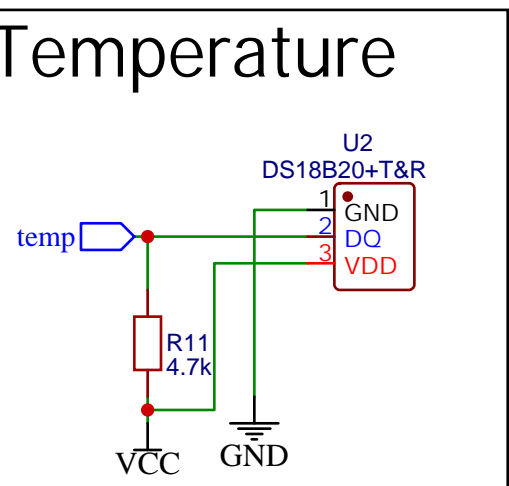 Temperature
U2
DS18B20+T&R
1 GND
temp 2 DQ
3 VDD
R11
4.7k
VCC
GND